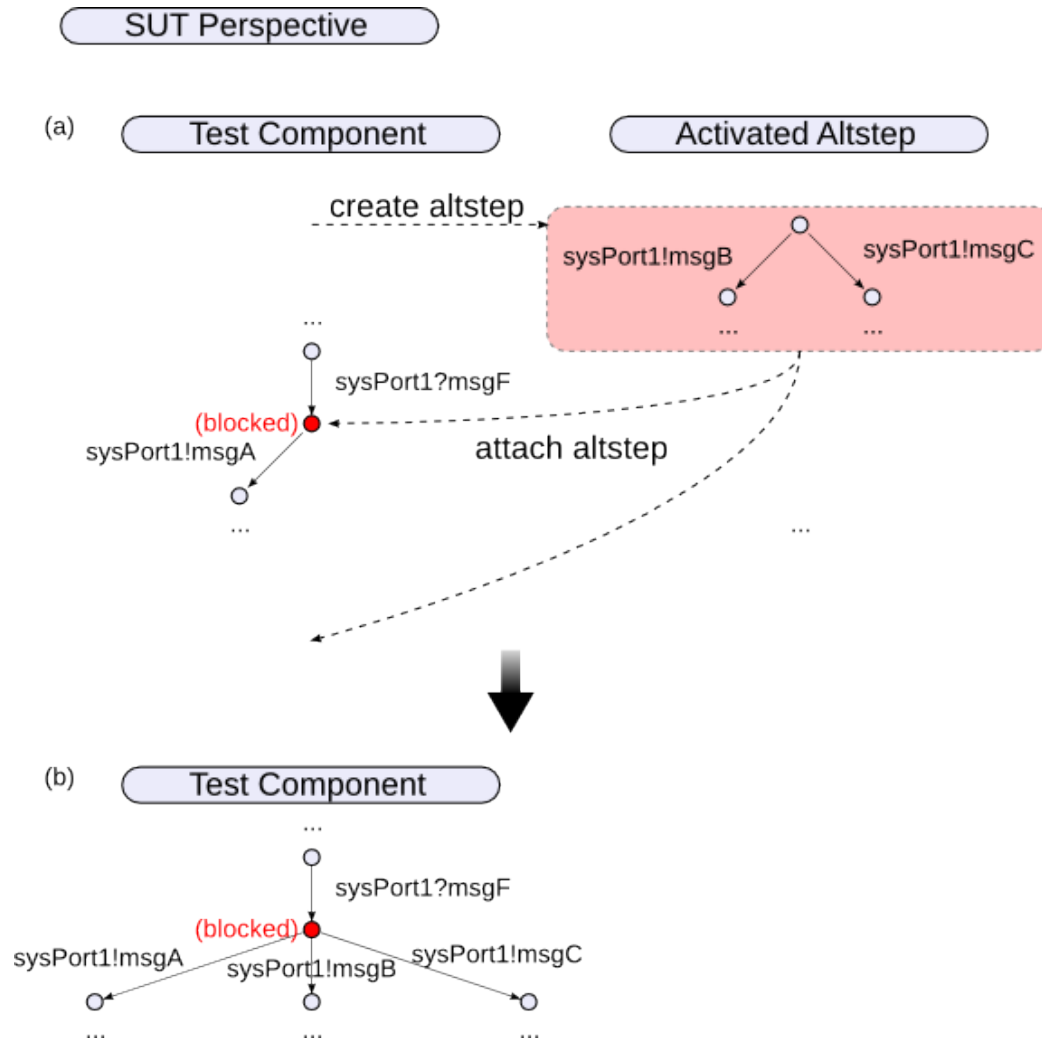 SUT Perspective
(a)
Test Component
Activated Altstep
create altstep
sysPort1!msgB
sysPort1!msgC
...
...
...
sysPort1?msgF
(blocked)
sysPort1!msgA
attach altstep
...
...
(b)
Test Component
...
sysPort1?msgF
(blocked)
sysPort1!msgA
sysPort1!msgB
sysPort1!msgC
...
...
...